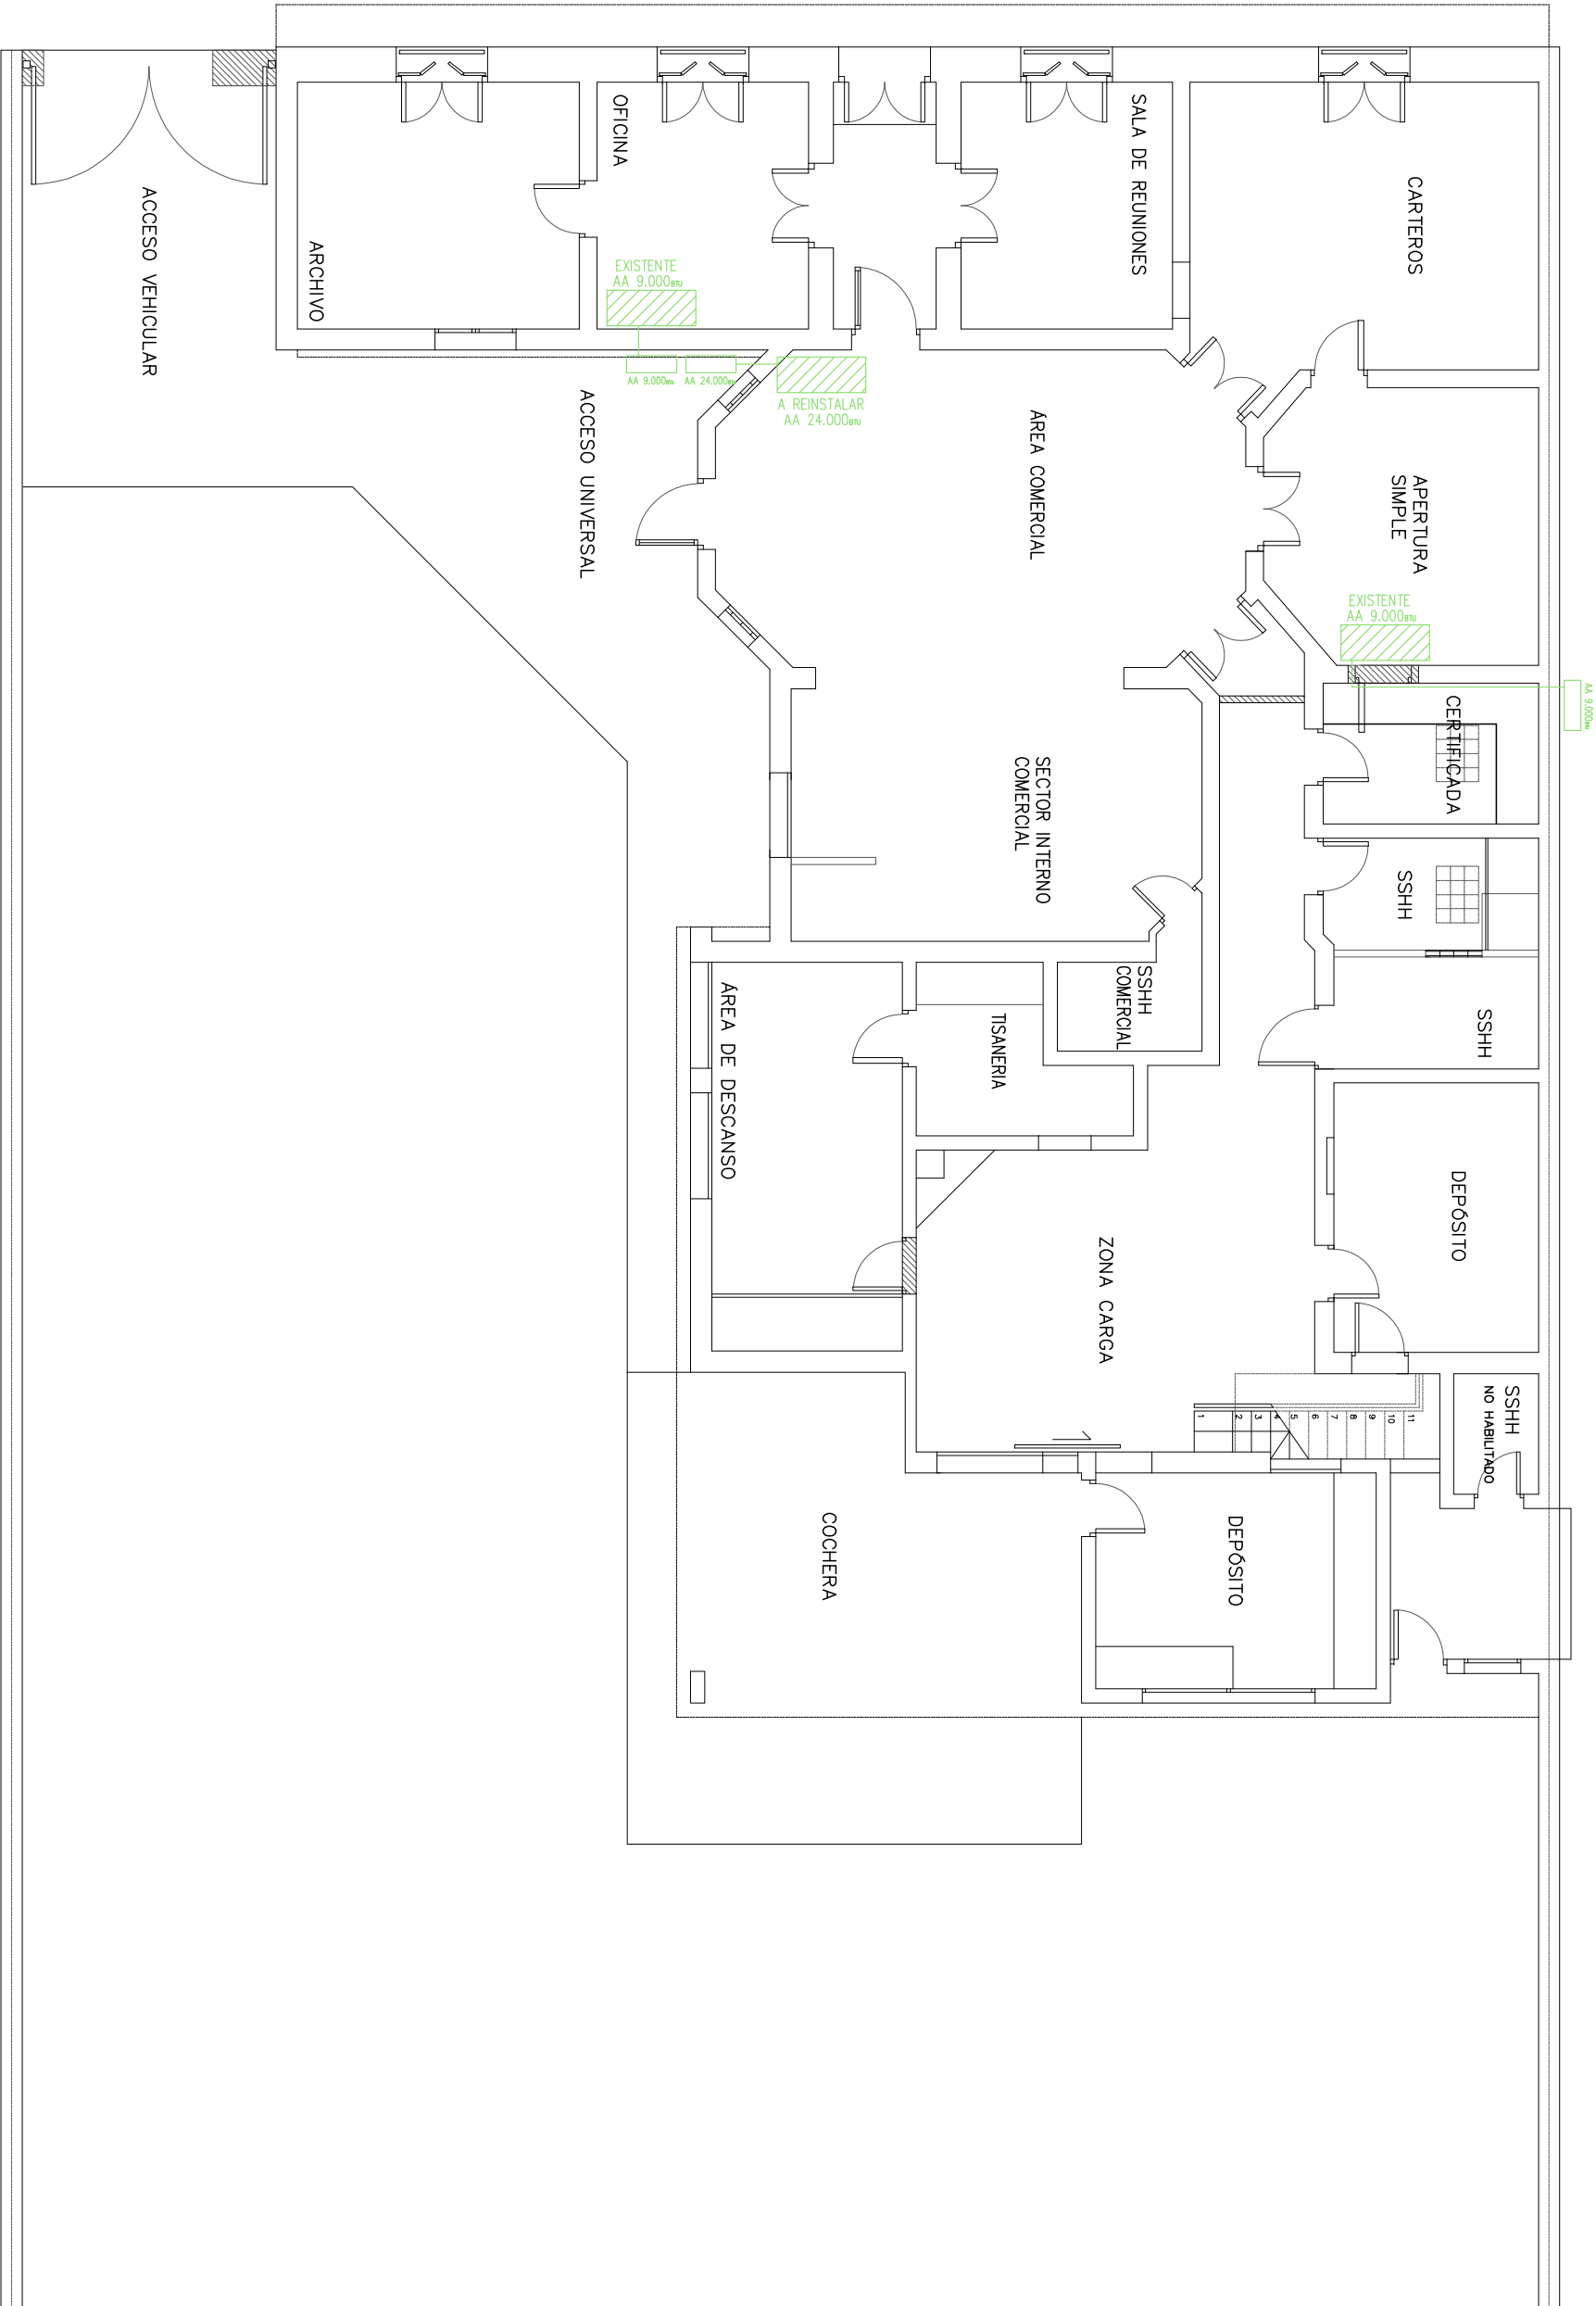 CARTEROS
SALA DE REUNIONES
OFICINA
ARCHIVO
ACCESO VEHICULAR
EXISTENTE
AA 9.000BTU
AA 9.000BTU
AA 24.000BTU
A REINSTALAR
AA 24.000BTU
ACCESO UNIVERSAL
ÁREA COMERCIAL
APERTURA
SIMPLE
EXISTENTE
AA 9.000BTU
AA 9.000BTU
CERTIFICADA
SECTOR INTERNO
COMERCIAL
SSHH
SSHH
SSHH
COMERCIAL
TISANERIA
ÁREA DE DESCANSO
DEPÓSITO
ZONA CARGA
SSHH
NO HABILITADO
1
2
3
4
5
6
7
8
9
10
11
DEPÓSITO
COCHERA